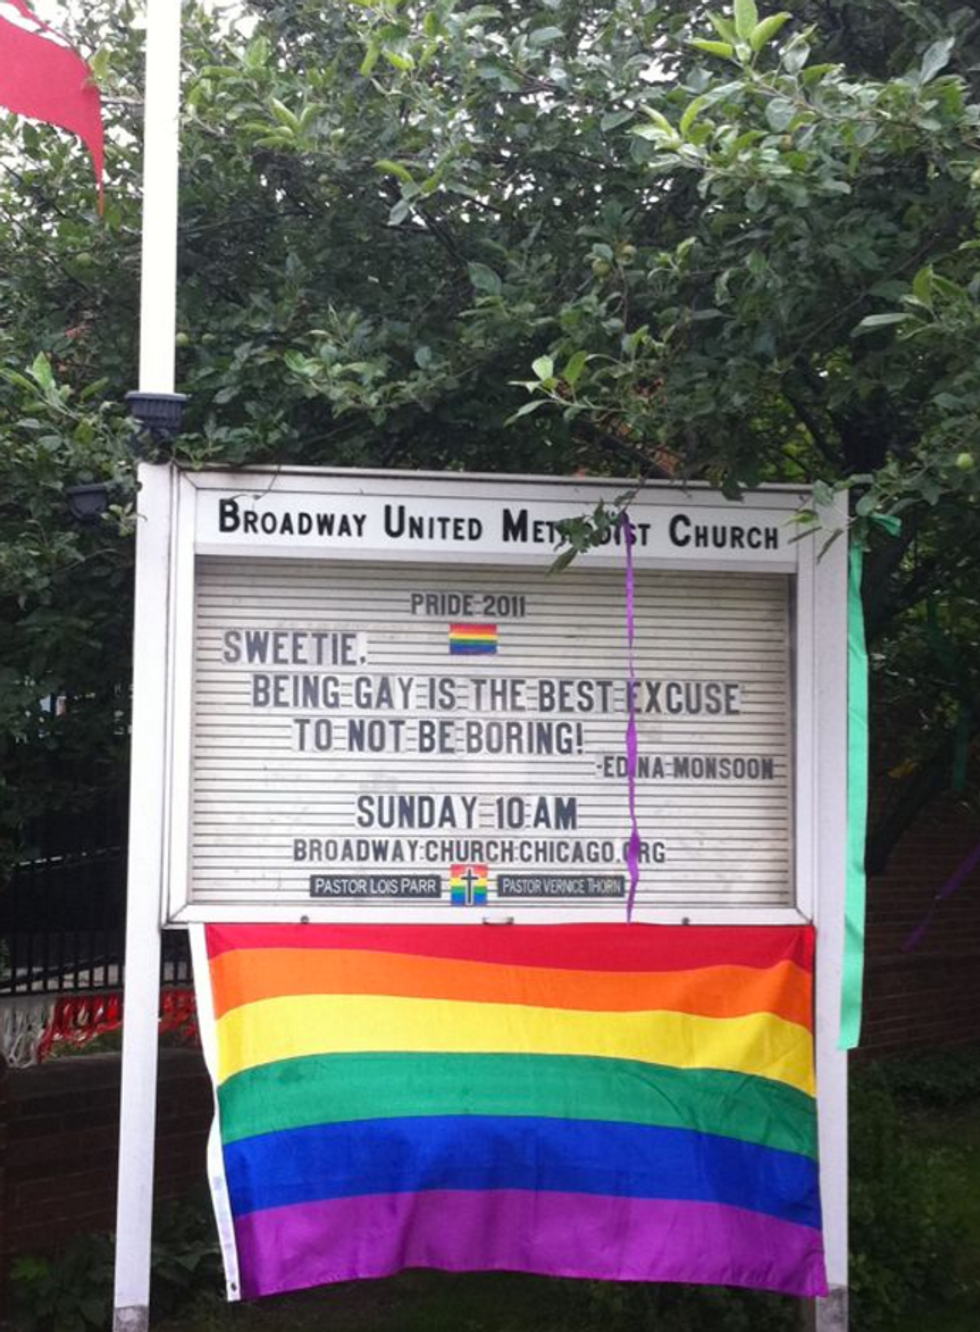 BROADWAY UNITED METHODIST CHURCH
PRIDE 2011
SWEETIE,
BEING GAY IS THE BEST EXCUSE
TO NOT BE BORING!
-EDINA MONSOON
SUNDAY 10 AM
BROADWAY CHURCH CHICAGO.ORG
PASTOR LOIS PARR PASTOR VERNICE THORN